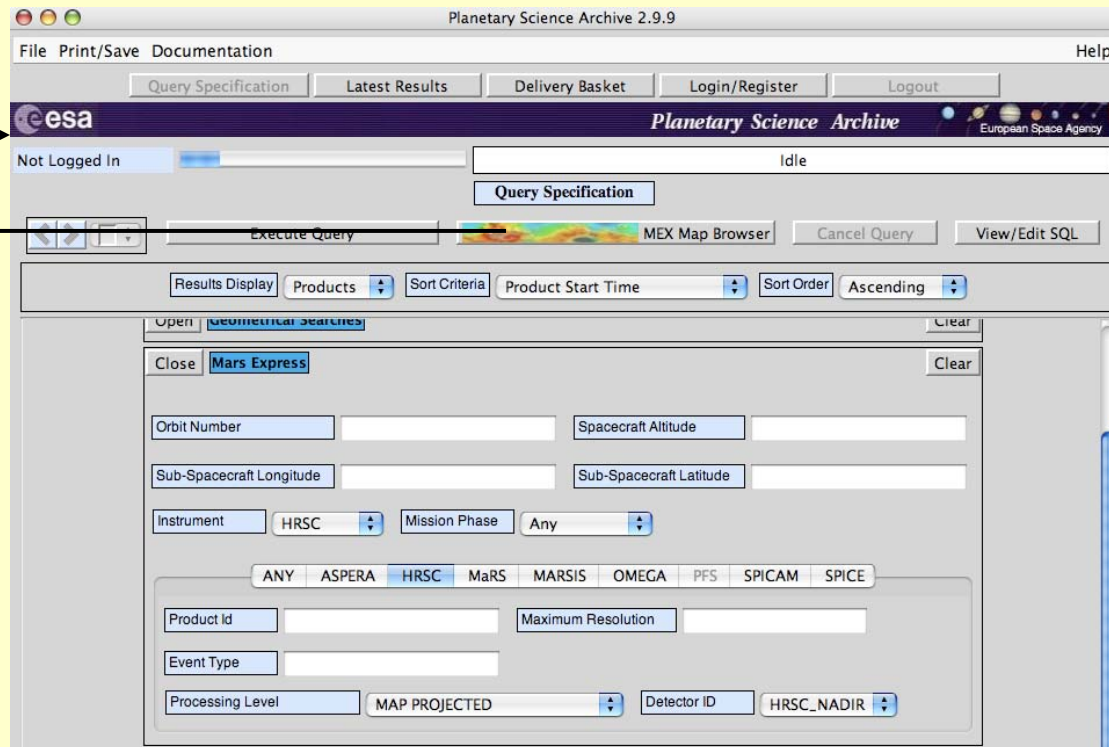 Planetary Science Archive 2.9.9
File Print/Save Documentation Help
Query Specification Latest Results Delivery Basket Login/Register Logout
esa Planetary Science Archive European Space Agency
Not Logged In Idle
Query Specification
Execute Query MEX Map Browser Cancel Query View/Edit SQL
Results Display Products Sort Criteria Product Start Time Sort Order Ascending
Open Geometrical Searches Clear
Close Mars Express Clear
Orbit Number Spacecraft Altitude
Sub-Spacecraft Longitude Sub-Spacecraft Latitude
Instrument HRSC Mission Phase Any
ANY ASPERA HRSC MaRS MARSIS OMEGA PFS SPICAM SPICE
Product Id Maximum Resolution
Event Type
Processing Level MAP PROJECTED Detector ID HRSC_NADIR